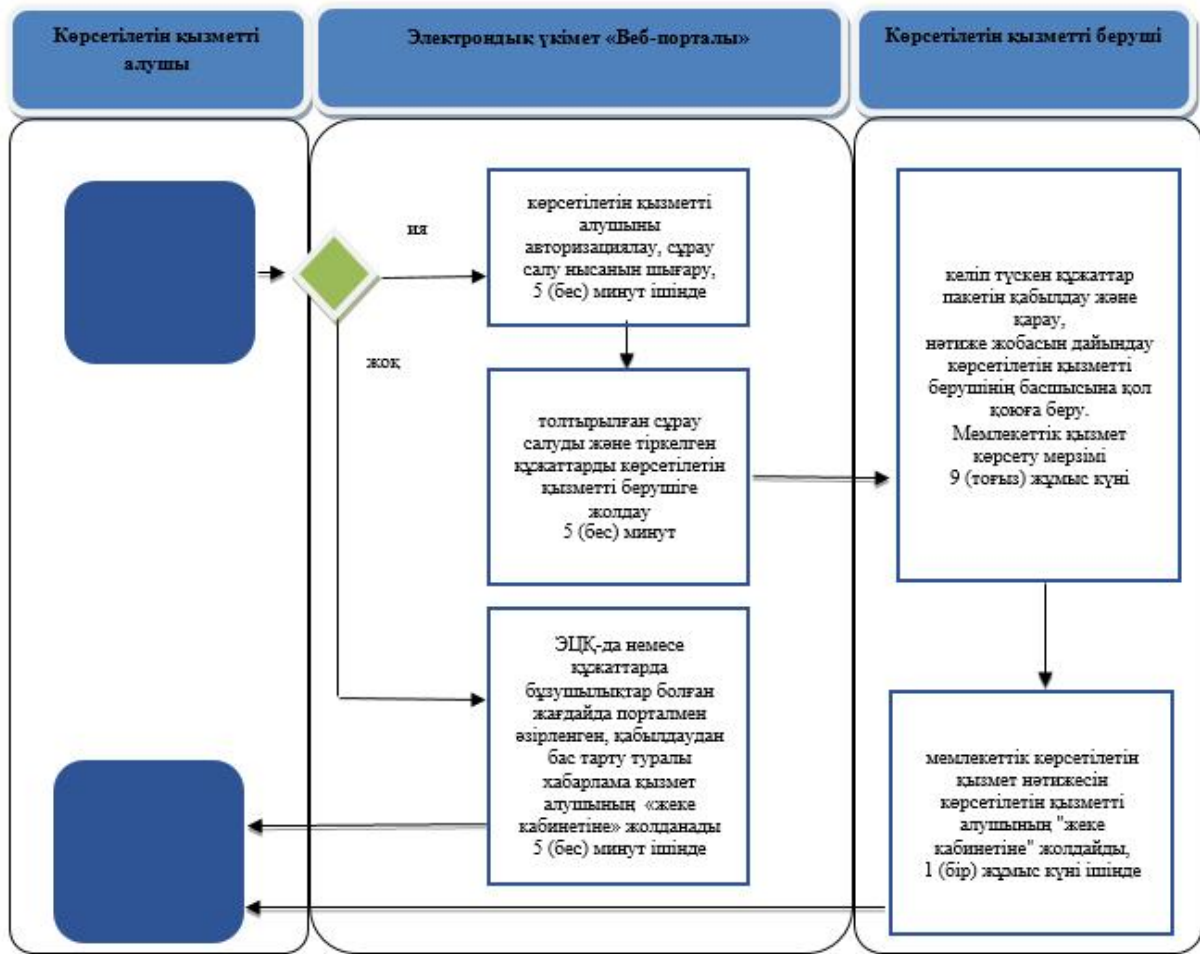 Көрсетілетін қызметті
алушы
Электрондық үкімет «Веб-порталы»
Көрсетілетін қызметті беруші
көрсетілетін қызметті
алушыны
авторизациялау, сұрау
салу нысанын шығару,
5 (бес) минут ішінде
ия
жоқ
толтырылған сұрау
салуды және тіркелген
құжаттарды көрсетілетін
қызметті берушіге
жолдау
5 (бес) минут
ЭЦҚ-да немесе
құжаттарда
бұзушылықтар болған
жағдайда порталмен
әзірленген, қабылдаудан
бас тарту туралы
хабарлама қызмет
алушының «жеке
кабинетіне» жолданады
5 (бес) минут ішінде
келіп түскен құжаттар
пакетін қабылдау және
қарау,
нәтиже жобасын дайындау
көрсетілетін қызметті
берушінің басшысына қол
қоюға беру.
Мемлекеттік қызмет
көрсету мерзімі
9 (тоғыз) жұмыс күні
мемлекеттік көрсетілетін
қызмет нәтижесін
көрсетілетін қызметті
алушының "жеке
кабинетіне" жолдайды,
1 (бір) жұмыс күні ішінде